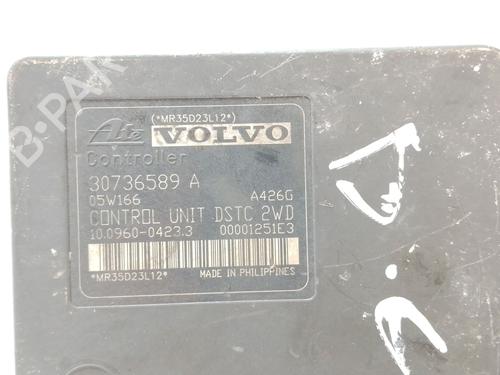 (*MR35D23L12*)
Ate VOLVO
Controller
30736589 A
05W166 A426G
CONTROL UNIT DSTC 2WD
10.0960-0423.3 00001251E3
*MR35D23L12* MADE IN PHILIPPINES
B-PAR